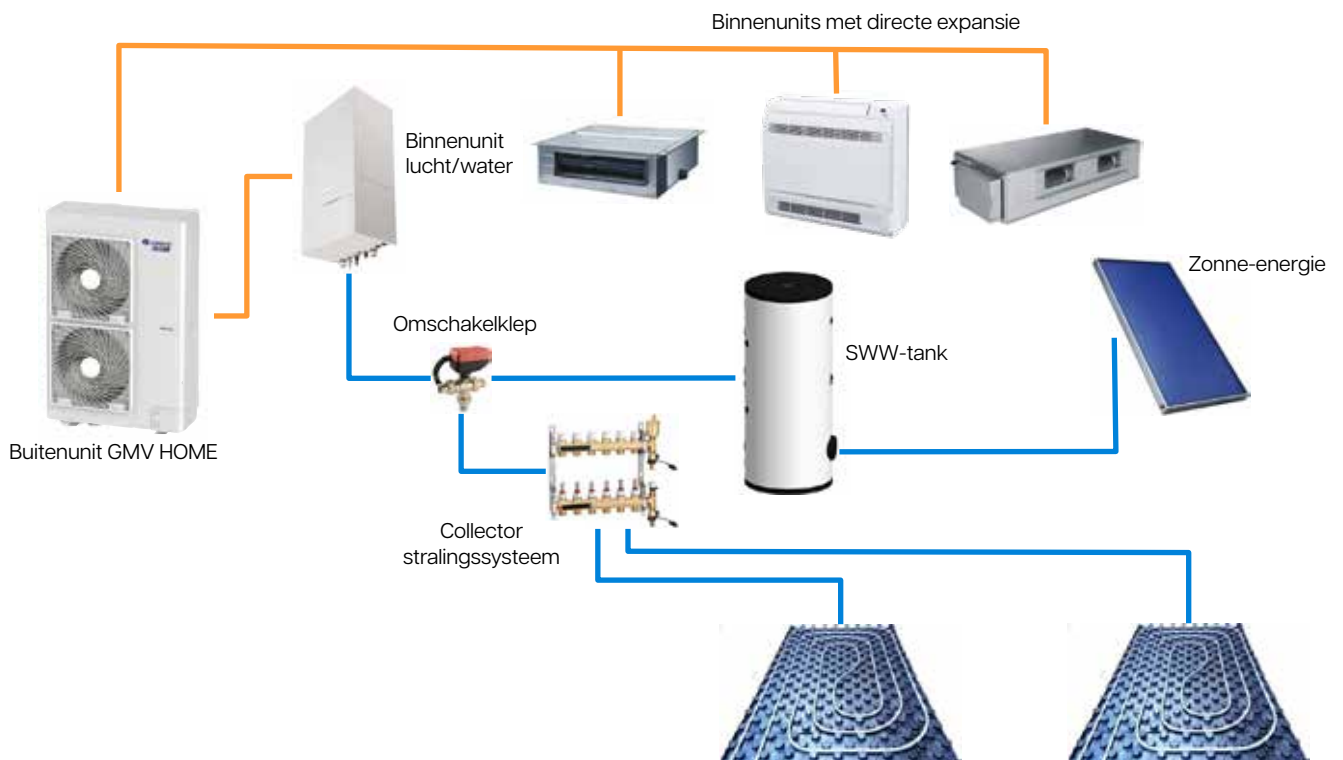 Binnenunits met directe expansie
Binnenunit
lucht/water
Zonne-energie
Omschakelklep
SWW-tank
Buitenunit GMV HOME
Collector
stralingssysteem